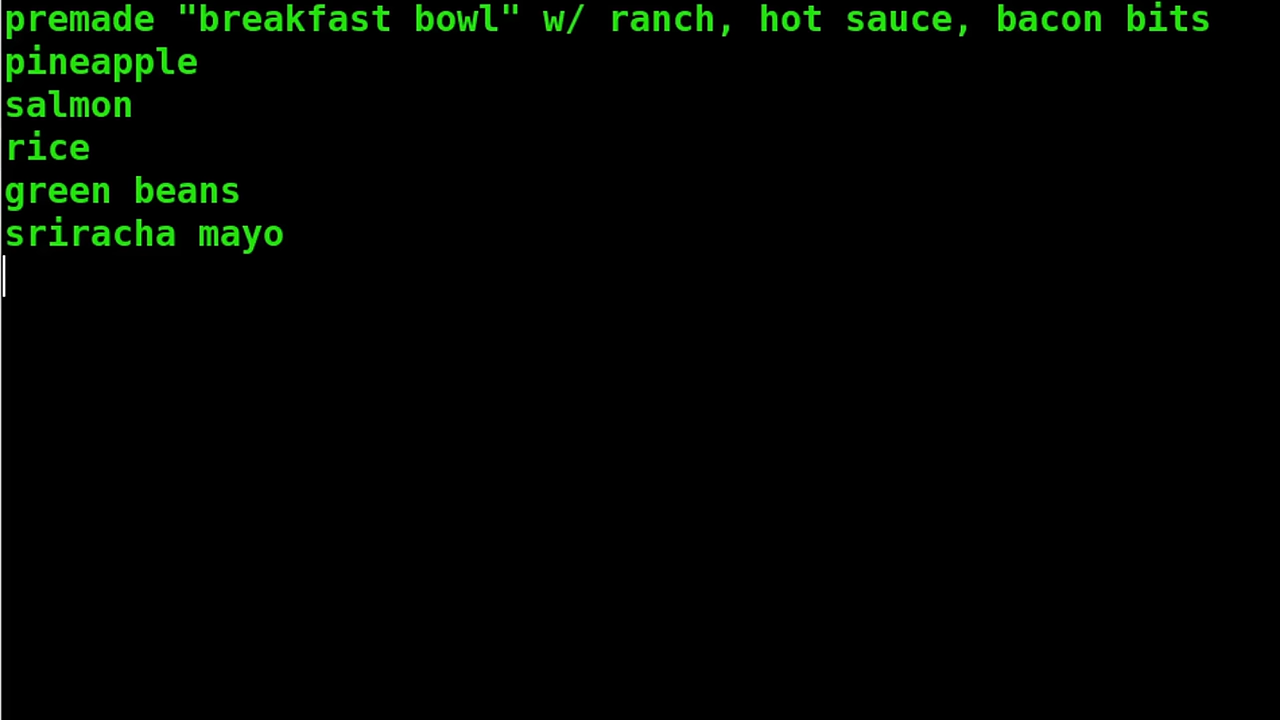 premade "breakfast bowl" w/ ranch, hot sauce, bacon bits
pineapple
salmon
rice
green beans
sriracha mayo